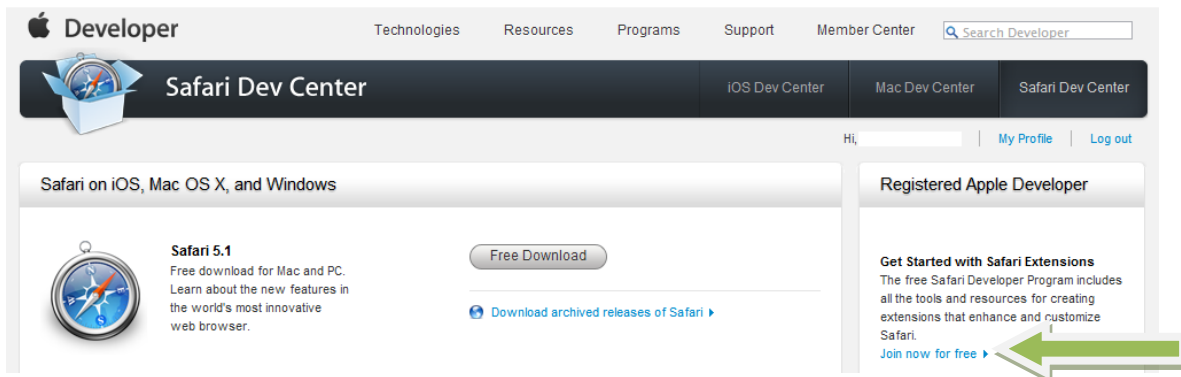 Developer
Technologies Resources Programs Support Member Center Search Developer
Safari Dev Center
iOS Dev Center Mac Dev Center Safari Dev Center
Hi, My Profile Log out
Safari on iOS, Mac OS X, and Windows
Safari 5.1
Free download for Mac and PC.
Learn about the new features in
the world's most innovative
web browser.
Free Download
Download archived releases of Safari
Registered Apple Developer
Get Started with Safari Extensions
The free Safari Developer Program includes
all the tools and resources for creating
extensions that enhance and customize
Safari.
Join now for free